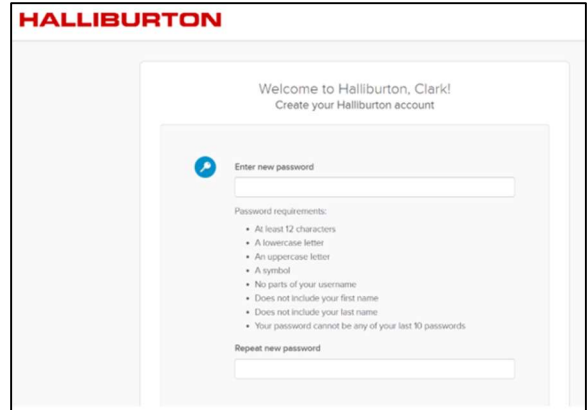 HALLIBURTON
Welcome to Halliburton, Clark!
Create your Halliburton account
Enter new password
Password requirements:
• At least 12 characters
• A lowercase letter
• An uppercase letter
• A symbol
• No parts of your username
• Does not include your first name
• Does not include your last name
• Your password cannot be any of your last 10 passwords
Repeat new password